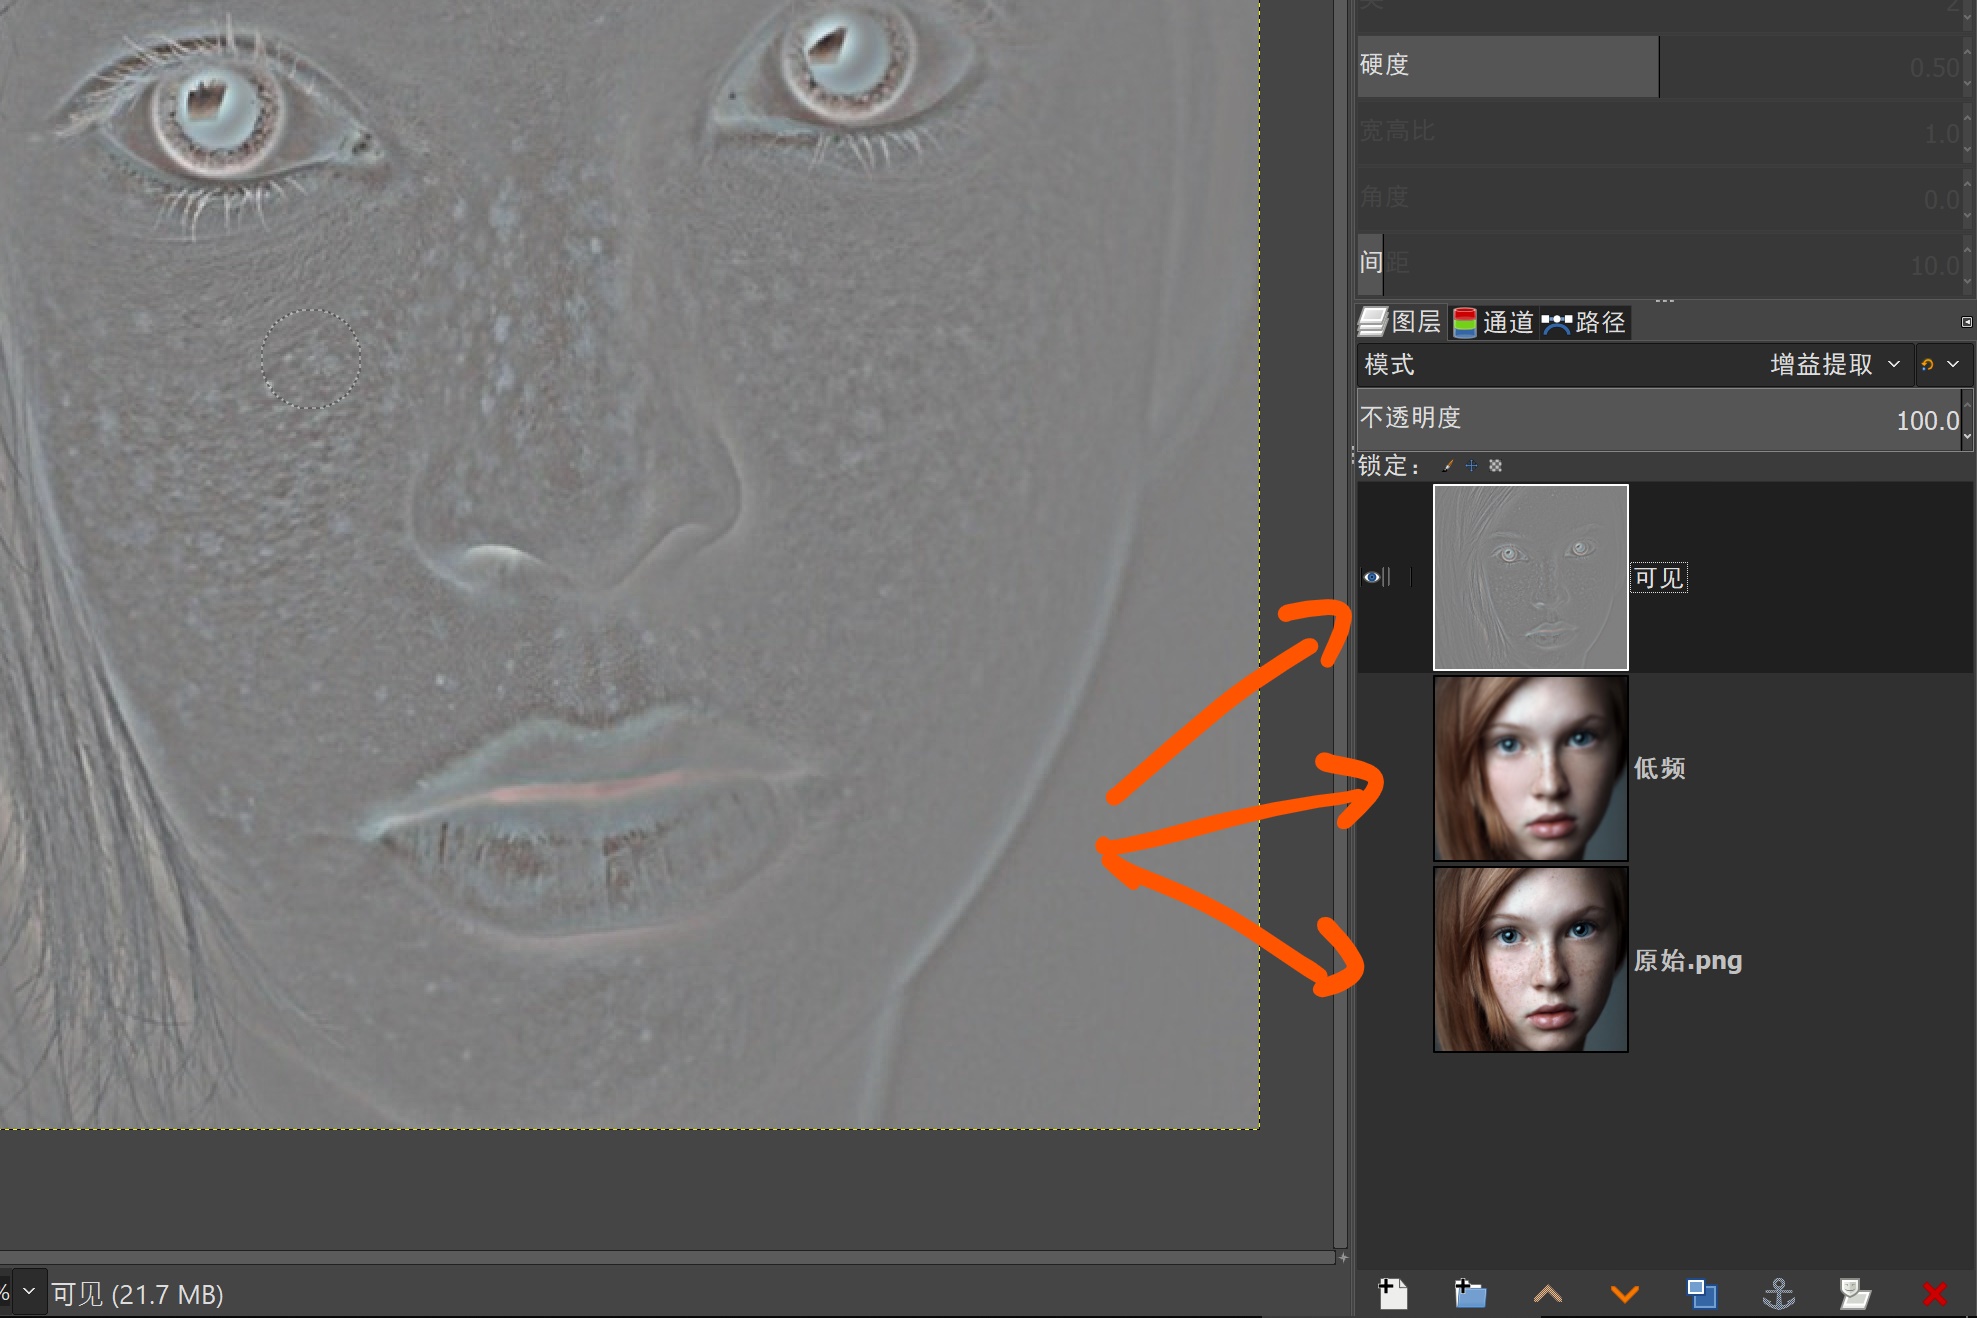 2
硬度 0.50
宽高比 1.0
角度 0.0
间距 10.0
图层 通道 路径
模式 增益提取
不透明度 100.0
锁定：
可见
低频
原始.png
% 可见 (21.7 MB)